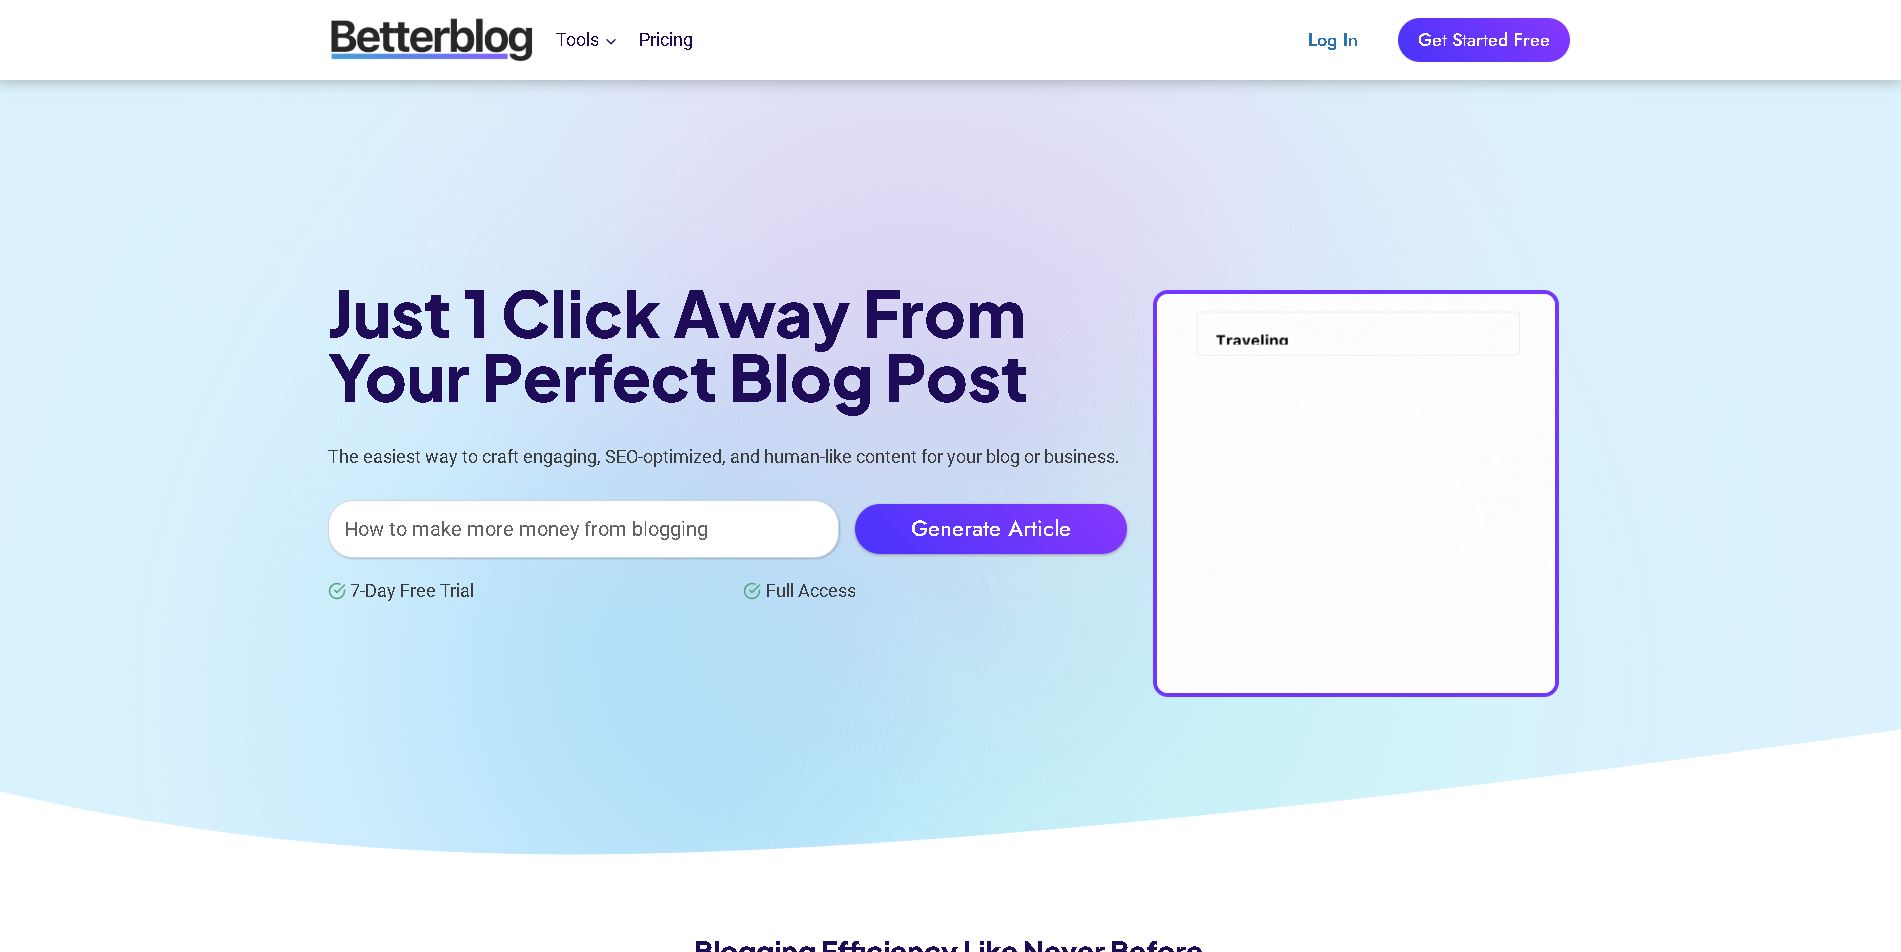 Betterblog
Tools
Pricing
Log In
Get Started Free
Just 1 Click Away From
Your Perfect Blog Post
The easiest way to craft engaging, SEO-optimized, and human-like content for your blog or business.
How to make more money from blogging
Generate Article
7-Day Free Trial
Full Access
Traveling
Blogging Efficiency Like Never Before